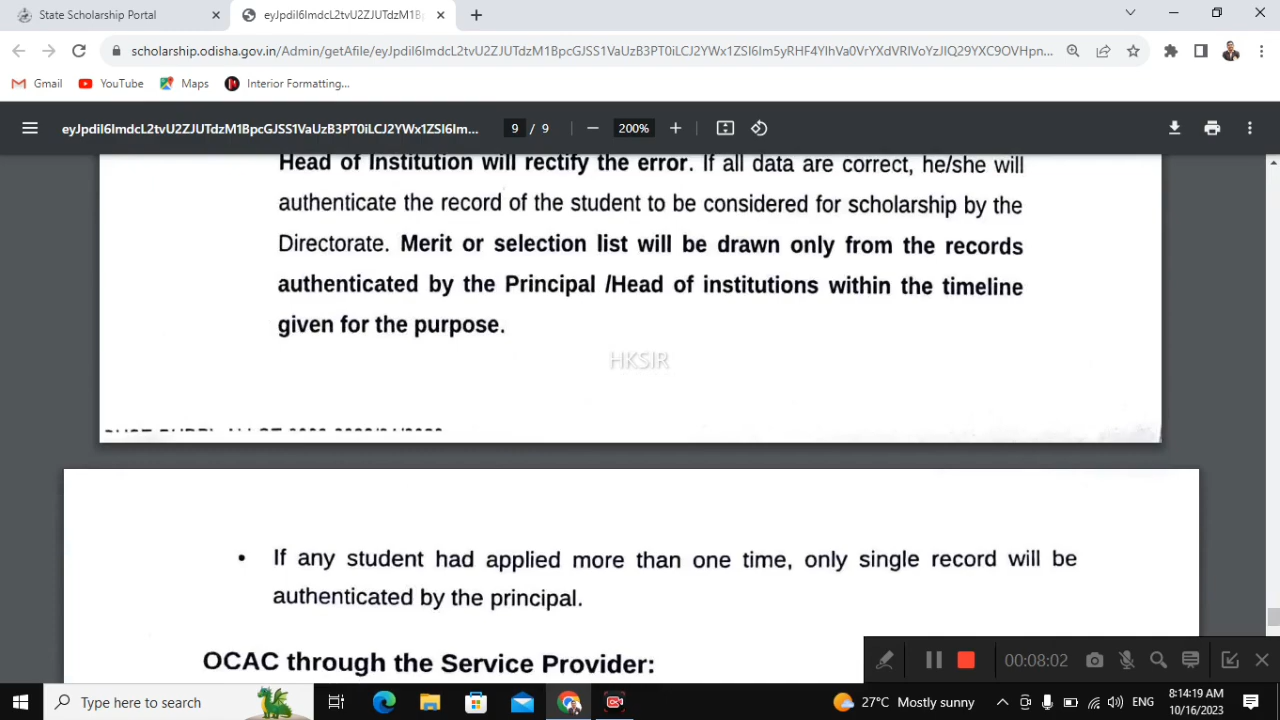 State Scholarship Portal
eyJpdiI6ImdcL2tvU2ZJUTdzM1B
scholarship.odisha.gov.in/Admin/getAfile/eyJpdiI6ImdcL2tvU2ZJUTdzM1BpcGJSS1VaUzB3PT0iLCJ2YWx1ZSI6Im5yRHF4YlhVa0VrYXdVRlVoYzJIQ29YXC9OVHpn...
Gmail
YouTube
Maps
Interior Formatting...
eyJpdiI6ImdcL2tvU2ZJUTdzM1BpcGJSS1VaUzB3PT0iLCJ2YWx1ZSI6Im...
9 / 9
200%
Head of Institution will rectify the error. If all data are correct, he/she will
authenticate the record of the student to be considered for scholarship by the
Directorate. Merit or selection list will be drawn only from the records
authenticated by the Principal /Head of institutions within the timeline
given for the purpose.
HKSIR
• If any student had applied more than one time, only single record will be
authenticated by the principal.
OCAC through the Service Provider:
00:08:02
Type here to search
27°C Mostly sunny
ENG
8:14:19 AM
10/16/2023